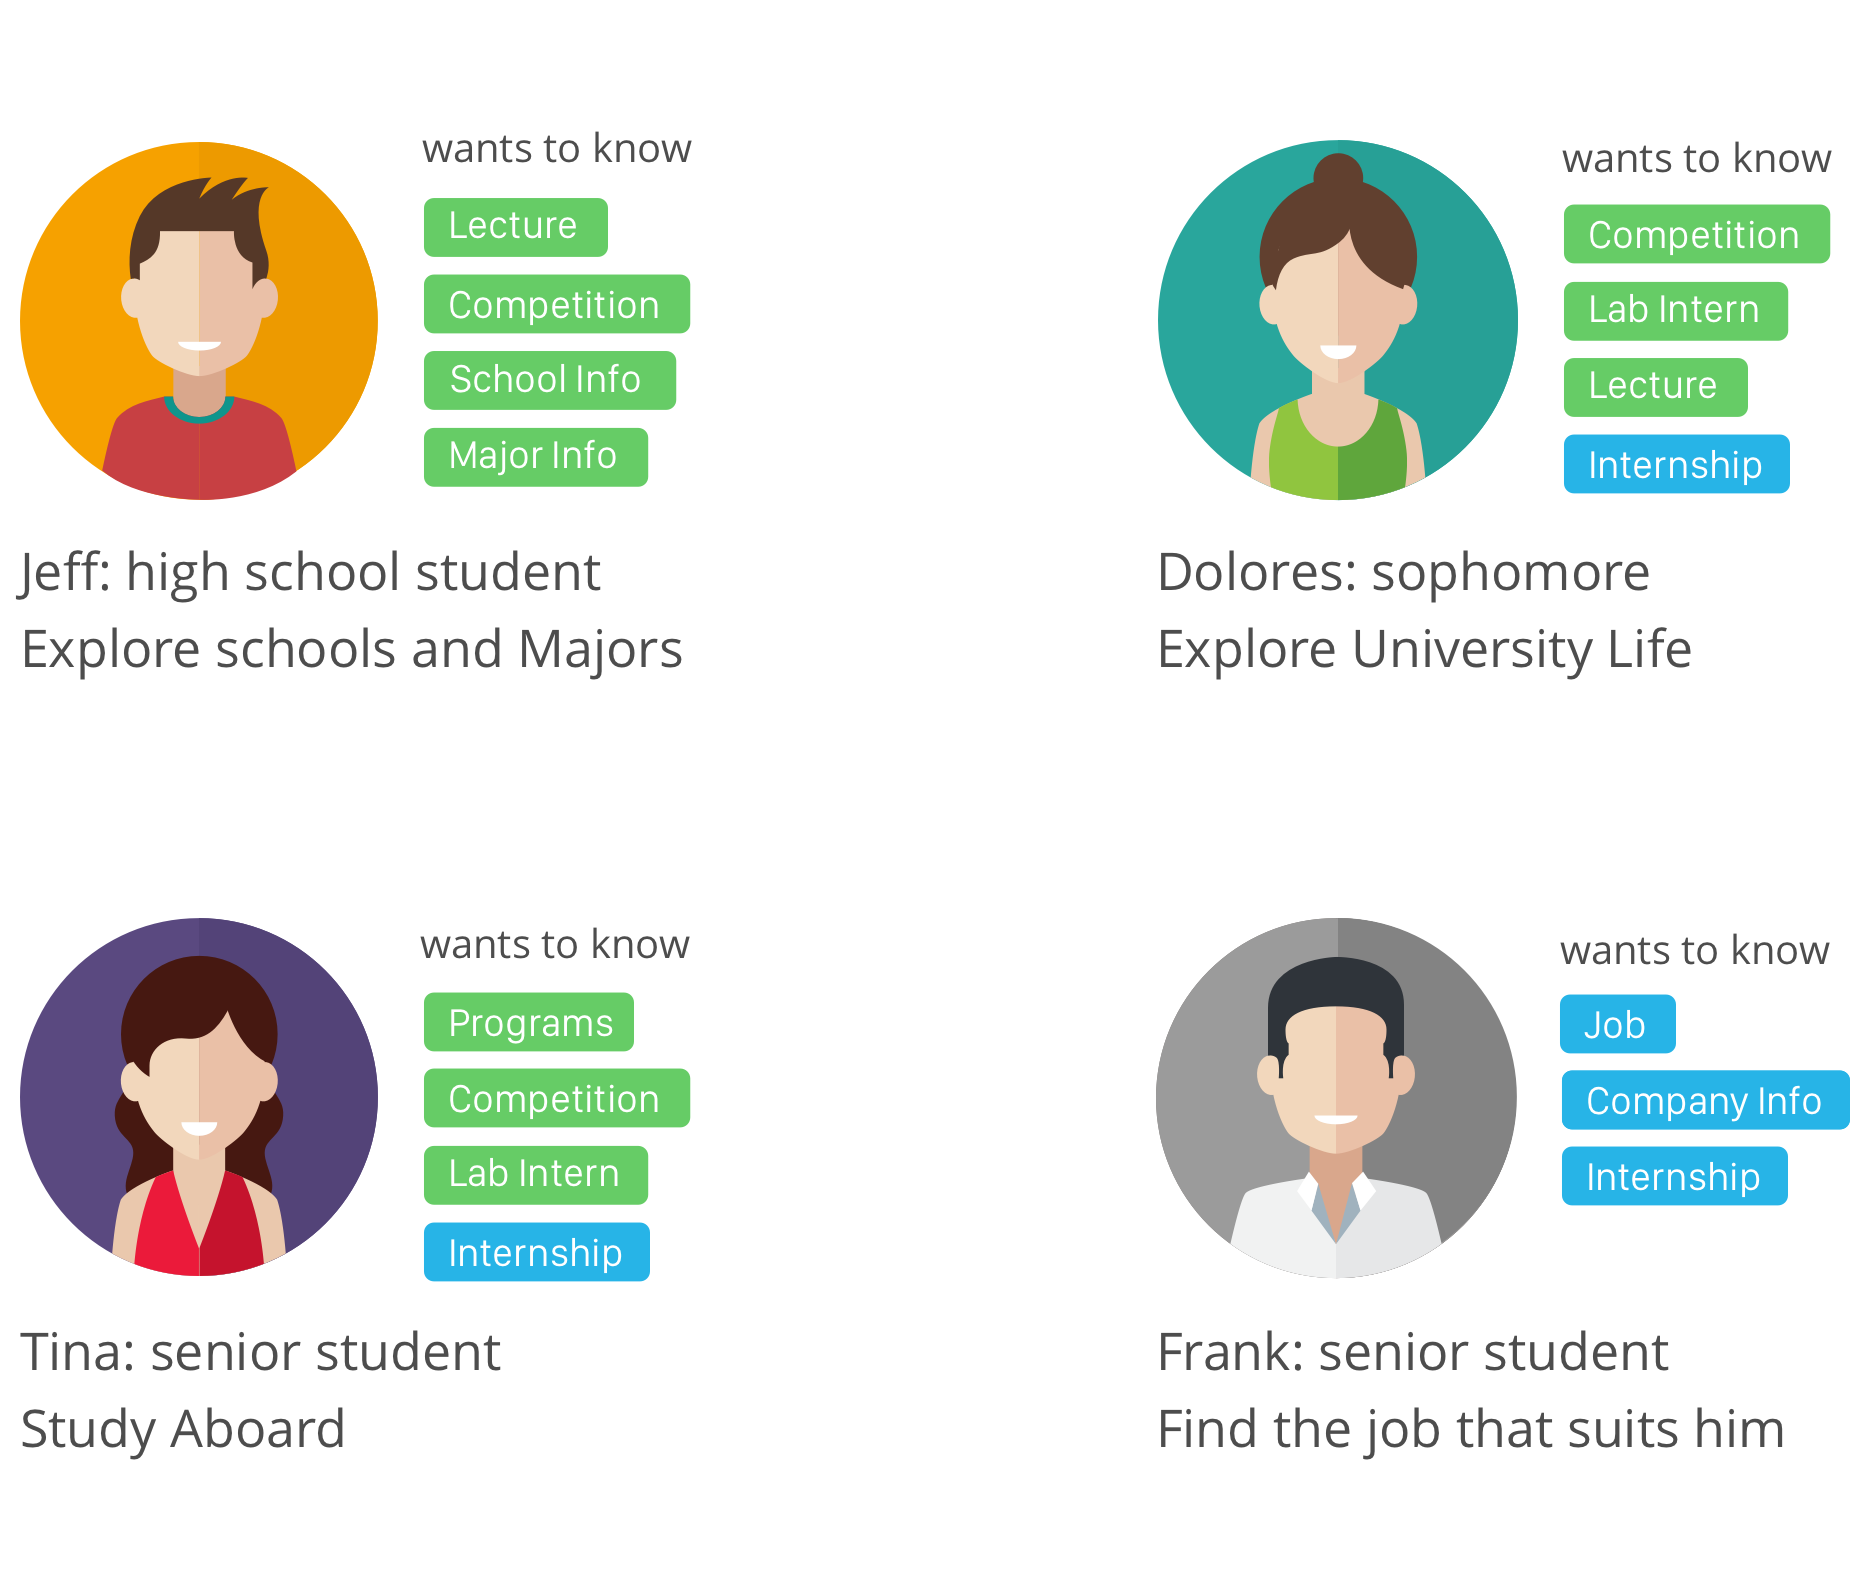 wants to know
Lecture
Competition
School Info
Major Info
Jeff: high school student
Explore schools and Majors
wants to know
Competition
Lab Intern
Lecture
Internship
Dolores: sophomore
Explore University Life
wants to know
Programs
Competition
Lab Intern
Internship
Tina: senior student
Study Aboard
wants to know
Job
Company Info
Internship
Frank: senior student
Find the job that suits him